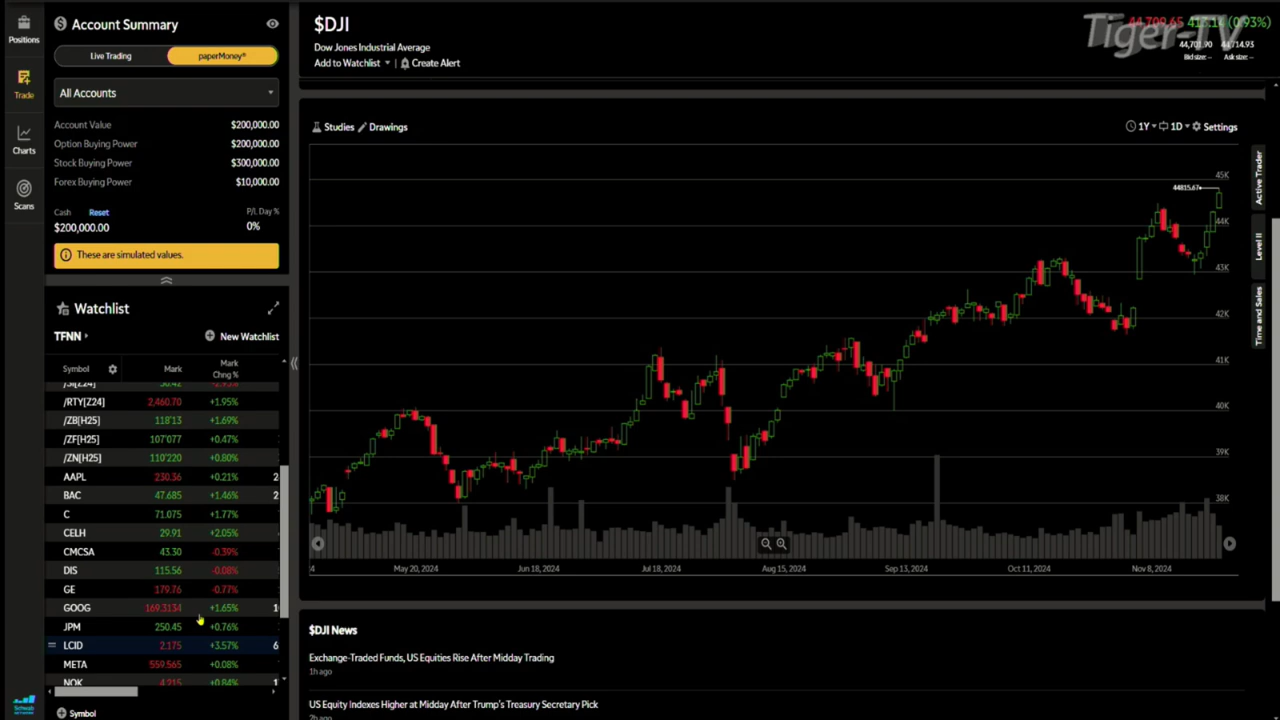 Positions
Trade
Charts
Scans
Account Summary
Live Trading
paperMoney®
All Accounts
Account Value $200,000.00
Option Buying Power $200,000.00
Stock Buying Power $300,000.00
Forex Buying Power $10,000.00
Cash Reset P/L Day %
$200,000.00 0%
These are simulated values.
Watchlist
TFNN New Watchlist
Symbol Mark Mark Chng %
/RTY[Z24] 2,460.70 +1.95%
/ZB[H25] 118'13 +1.69%
/ZF[H25] 107'077 +0.47%
/ZN[H25] 110'220 +0.80%
AAPL 230.36 +0.21% 2
BAC 47.685 +1.46% 2
C 71.075 +1.77%
CELH 29.91 +2.05%
CMCSA 43.30 -0.39%
DIS 115.56 -0.08%
GE 179.76 -0.77%
GOOG 169.3134 +1.65% 1
JPM 250.45 +0.76%
LCID 2.175 +3.57% 6
META 559.565 +0.08%
NOK 4.215 +0.84% 1
Symbol
Schwab
$DJI
Dow Jones Industrial Average
Add to Watchlist
Create Alert
Tiger-TV
(0.93%)
Bid size: --
Ask size: --
Studies
Drawings
1Y
1D
Settings
44815.67
45K
44K
43K
42K
41K
40K
39K
38K
May 20, 2024
Jun 18, 2024
Jul 18, 2024
Aug 15, 2024
Sep 13, 2024
Oct 11, 2024
Nov 8, 2024
Active Trader
Level II
Time and Sales
$DJI News
Exchange-Traded Funds, US Equities Rise After Midday Trading
1h ago
US Equity Indexes Higher at Midday After Trump's Treasury Secretary Pick
2h ago